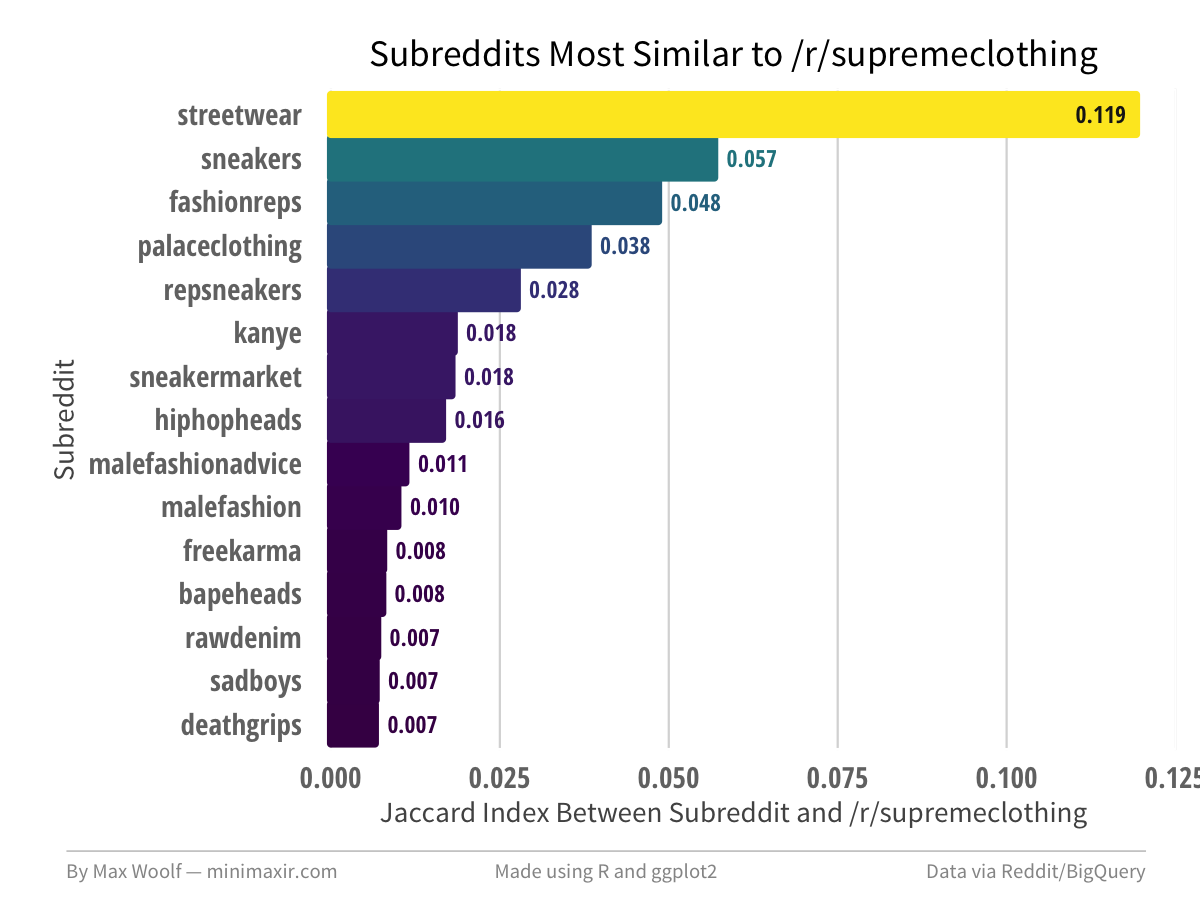 Subreddits Most Similar to /r/supremeclothing
streetwear 0.119
sneakers 0.057
fashionreps 0.048
palaceclothing 0.038
repsneakers 0.028
kanye 0.018
sneakermarket 0.018
hiphopheads 0.016
malefashionadvice 0.011
malefashion 0.010
freekarma 0.008
bapeheads 0.008
rawdenim 0.007
sadboys 0.007
deathgrips 0.007
Subreddit
0.000 0.025 0.050 0.075 0.100 0.125
Jaccard Index Between Subreddit and /r/supremeclothing
By Max Woolf — minimaxir.com Made using R and ggplot2 Data via Reddit/BigQuery